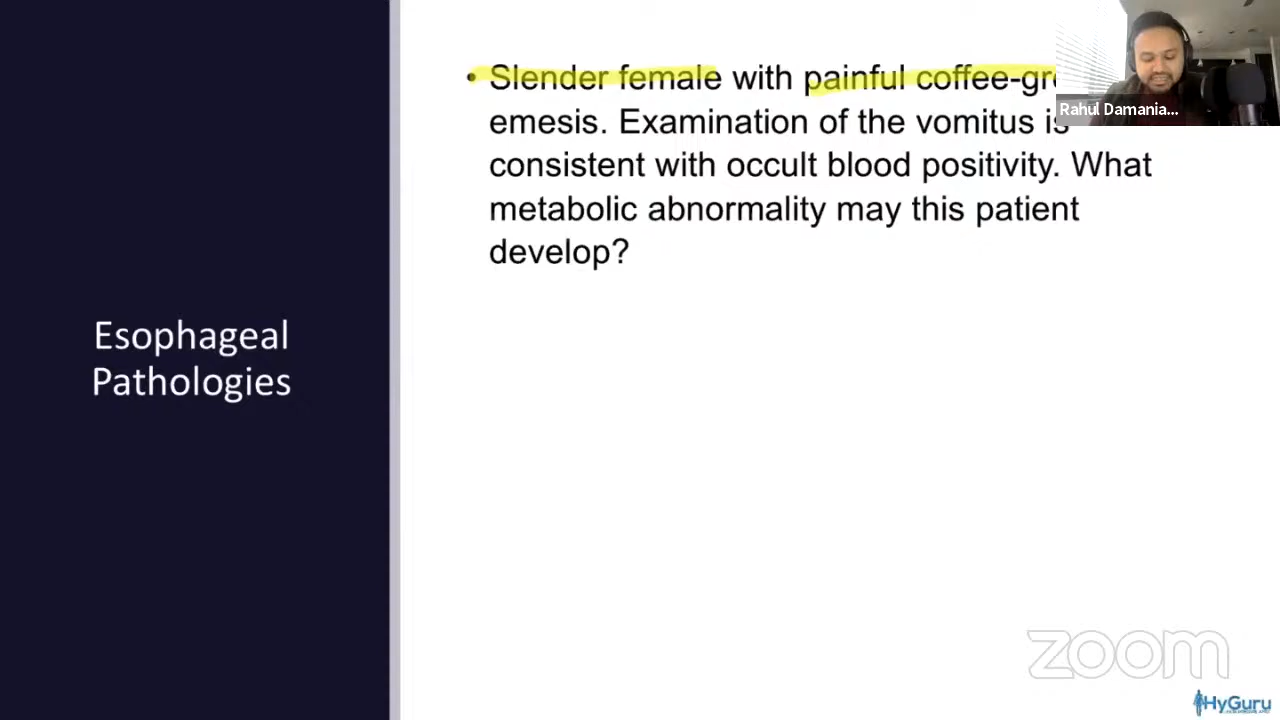 Esophageal
Pathologies
• Slender female with painful coffee-gr
emesis. Examination of the vomitus is
consistent with occult blood positivity. What
metabolic abnormality may this patient
develop?
Rahul Damania...
zoom
HyGuru